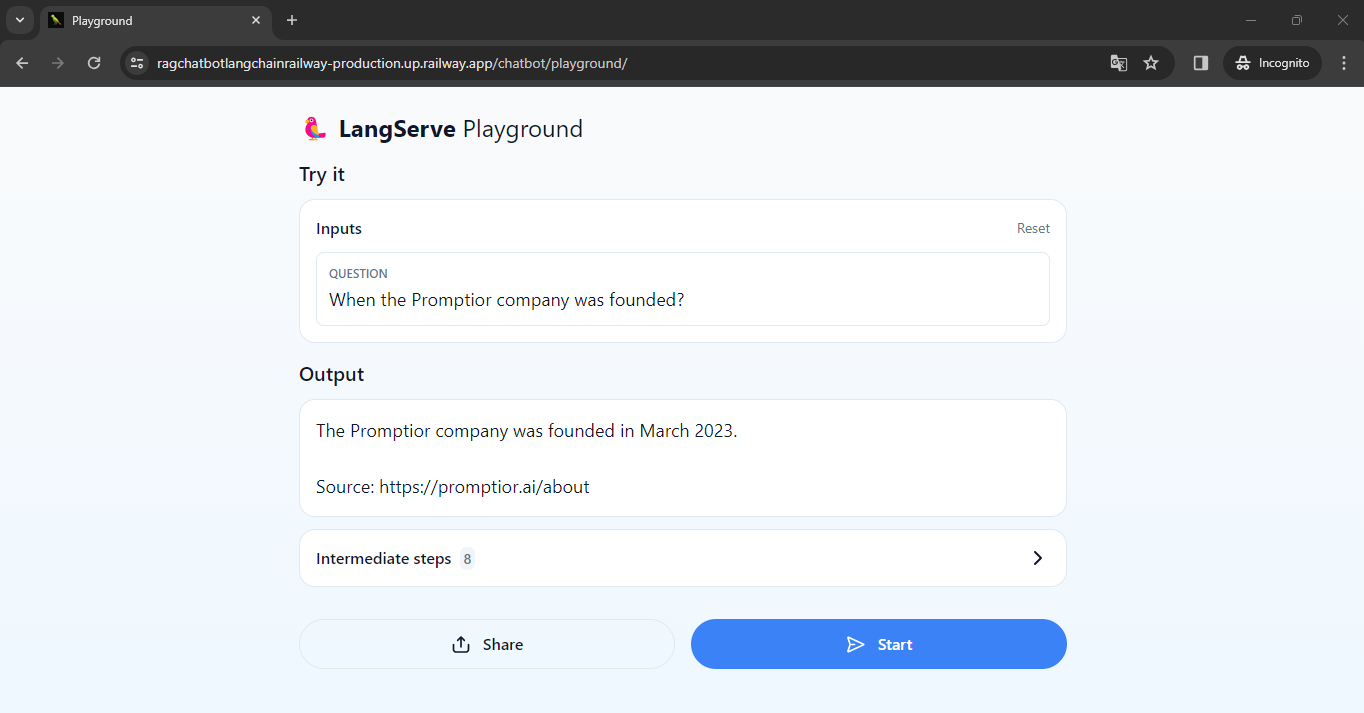 Playground
ragchatbotlangchainrailway-production.up.railway.app/chatbot/playground/
Incognito
LangServe Playground
Try it
Inputs
Reset
QUESTION
When the Promptior company was founded?
Output
The Promptior company was founded in March 2023.
Source: https://promptior.ai/about
Intermediate steps 8
Share
Start